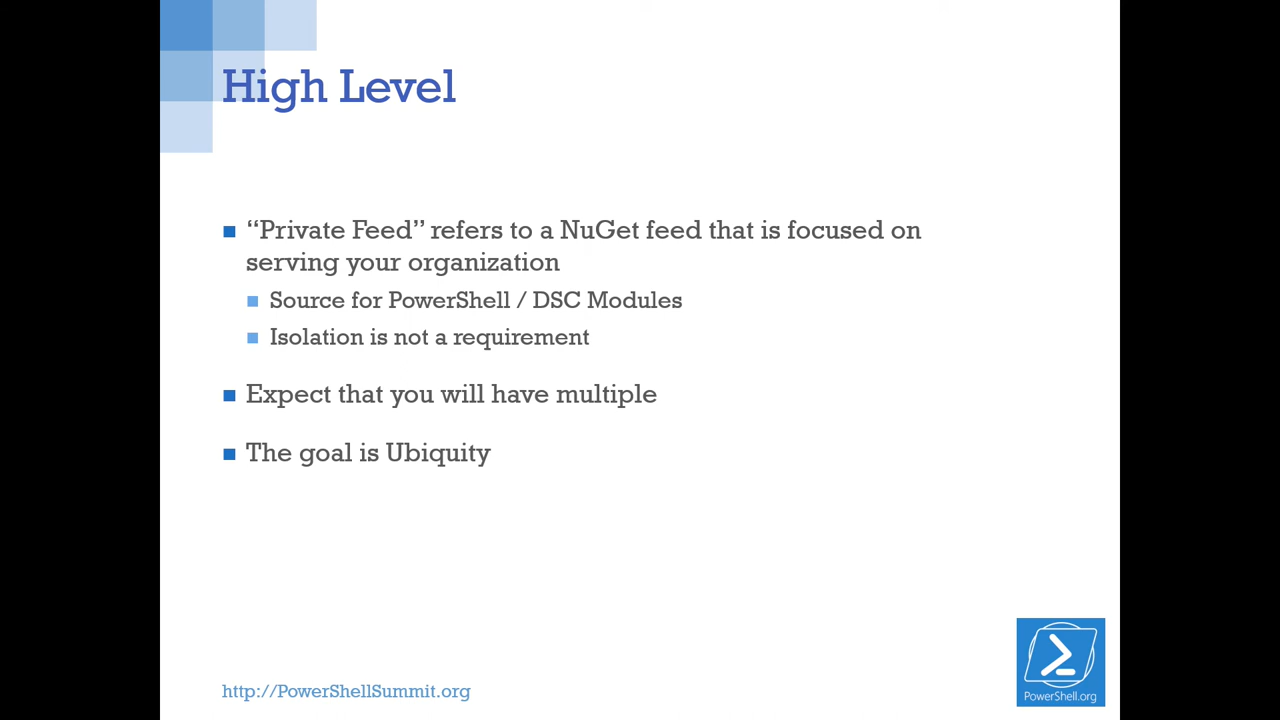 High Level
“Private Feed” refers to a NuGet feed that is focused on
serving your organization
Source for PowerShell / DSC Modules
Isolation is not a requirement
Expect that you will have multiple
The goal is Ubiquity
http://PowerShellSummit.org
PowerShell.org